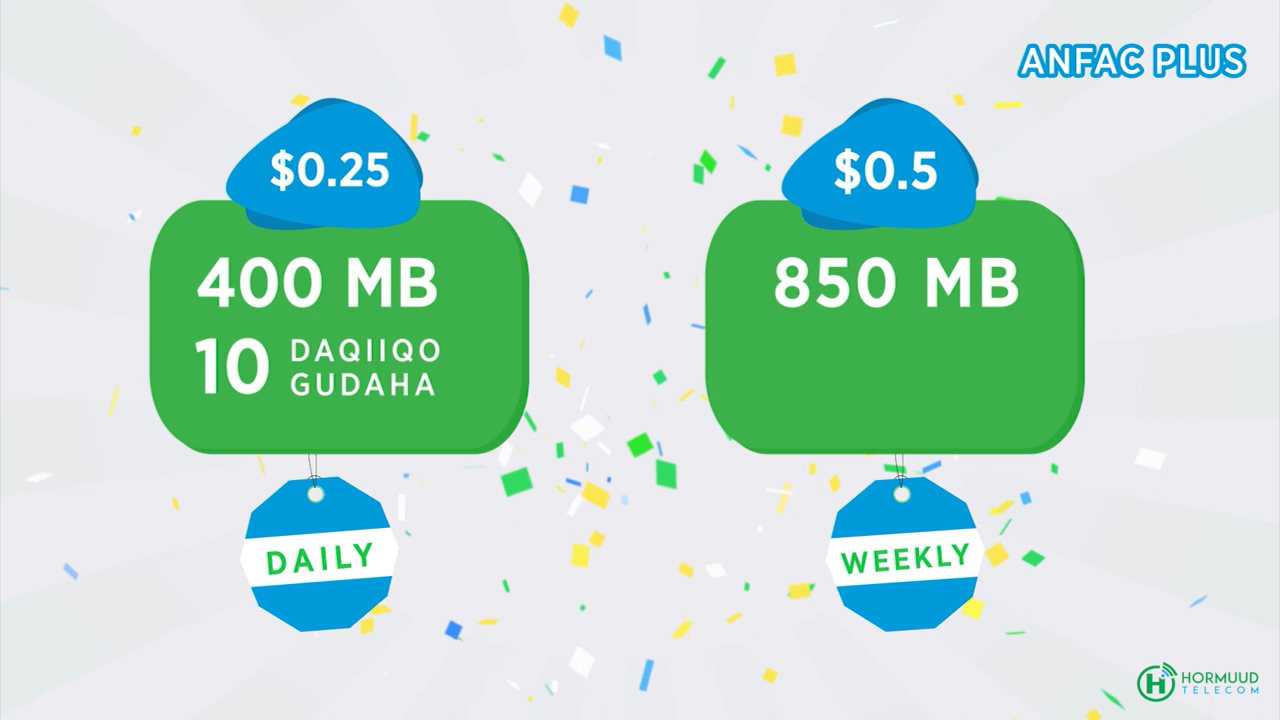 ANFAC PLUS
$0.25
400 MB
10 DAQIIQO
GUDAHA
DAILY
$0.5
850 MB
WEEKLY
HORMUUD
TELECOM